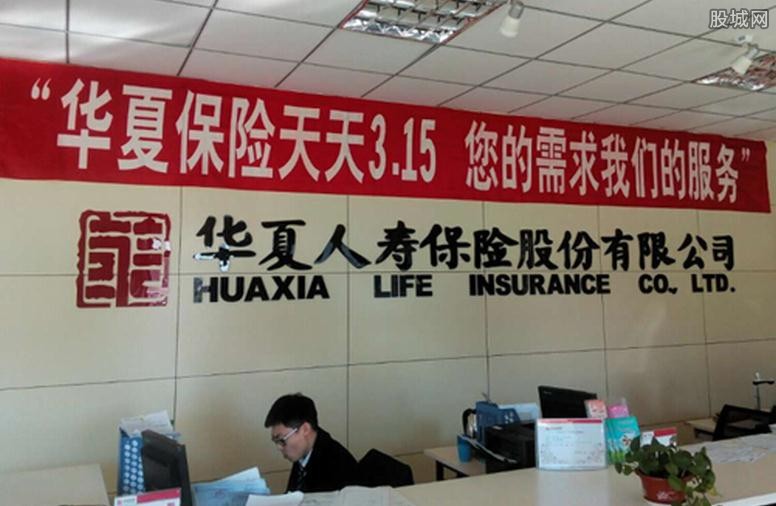 股城网
“华夏保险天天3.15 您的需求我们的服务”
华夏人寿保险股份有限公司
HUAXIA LIFE INSURANCE CO., LTD.